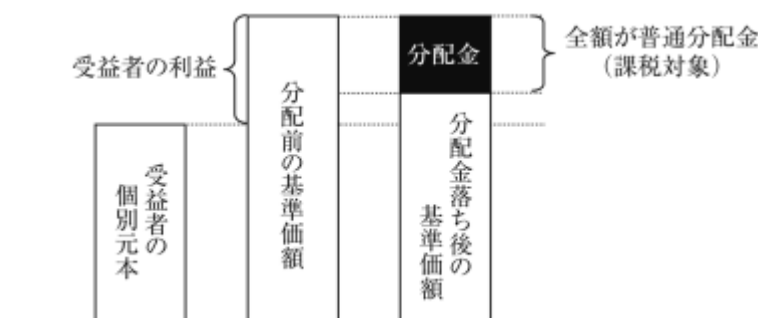 受益者の利益
分配金
全額が普通分配金
（課税対象）
受益者の
個別元本
分配前の基準価額
分配金落ち後の
基準価額